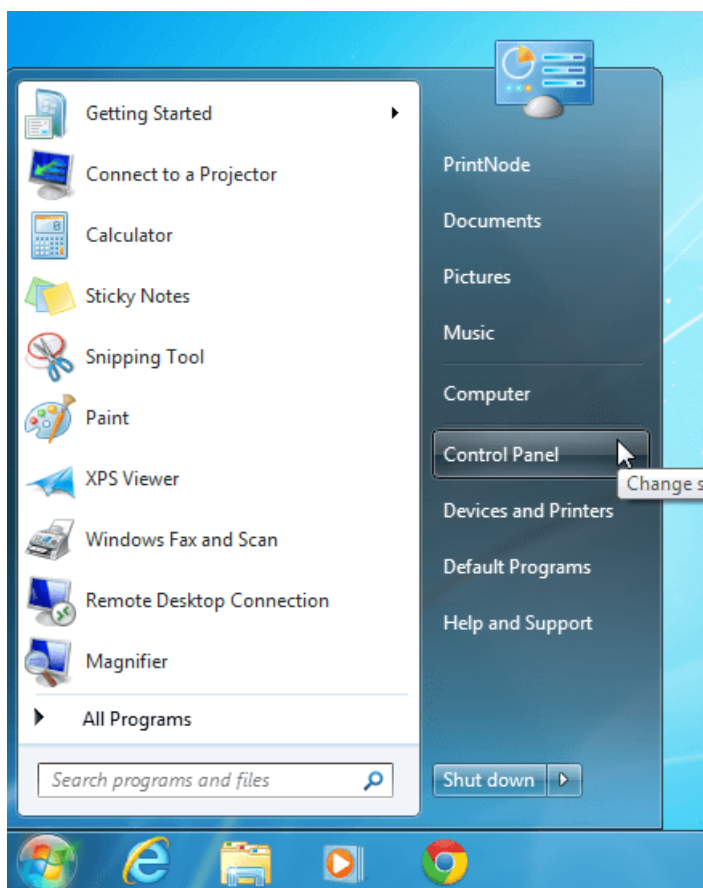 Getting Started
Connect to a Projector
Calculator
Sticky Notes
Snipping Tool
Paint
XPS Viewer
Windows Fax and Scan
Remote Desktop Connection
Magnifier
All Programs
Search programs and files
PrintNode
Documents
Pictures
Music
Computer
Control Panel
Change s
Devices and Printers
Default Programs
Help and Support
Shut down